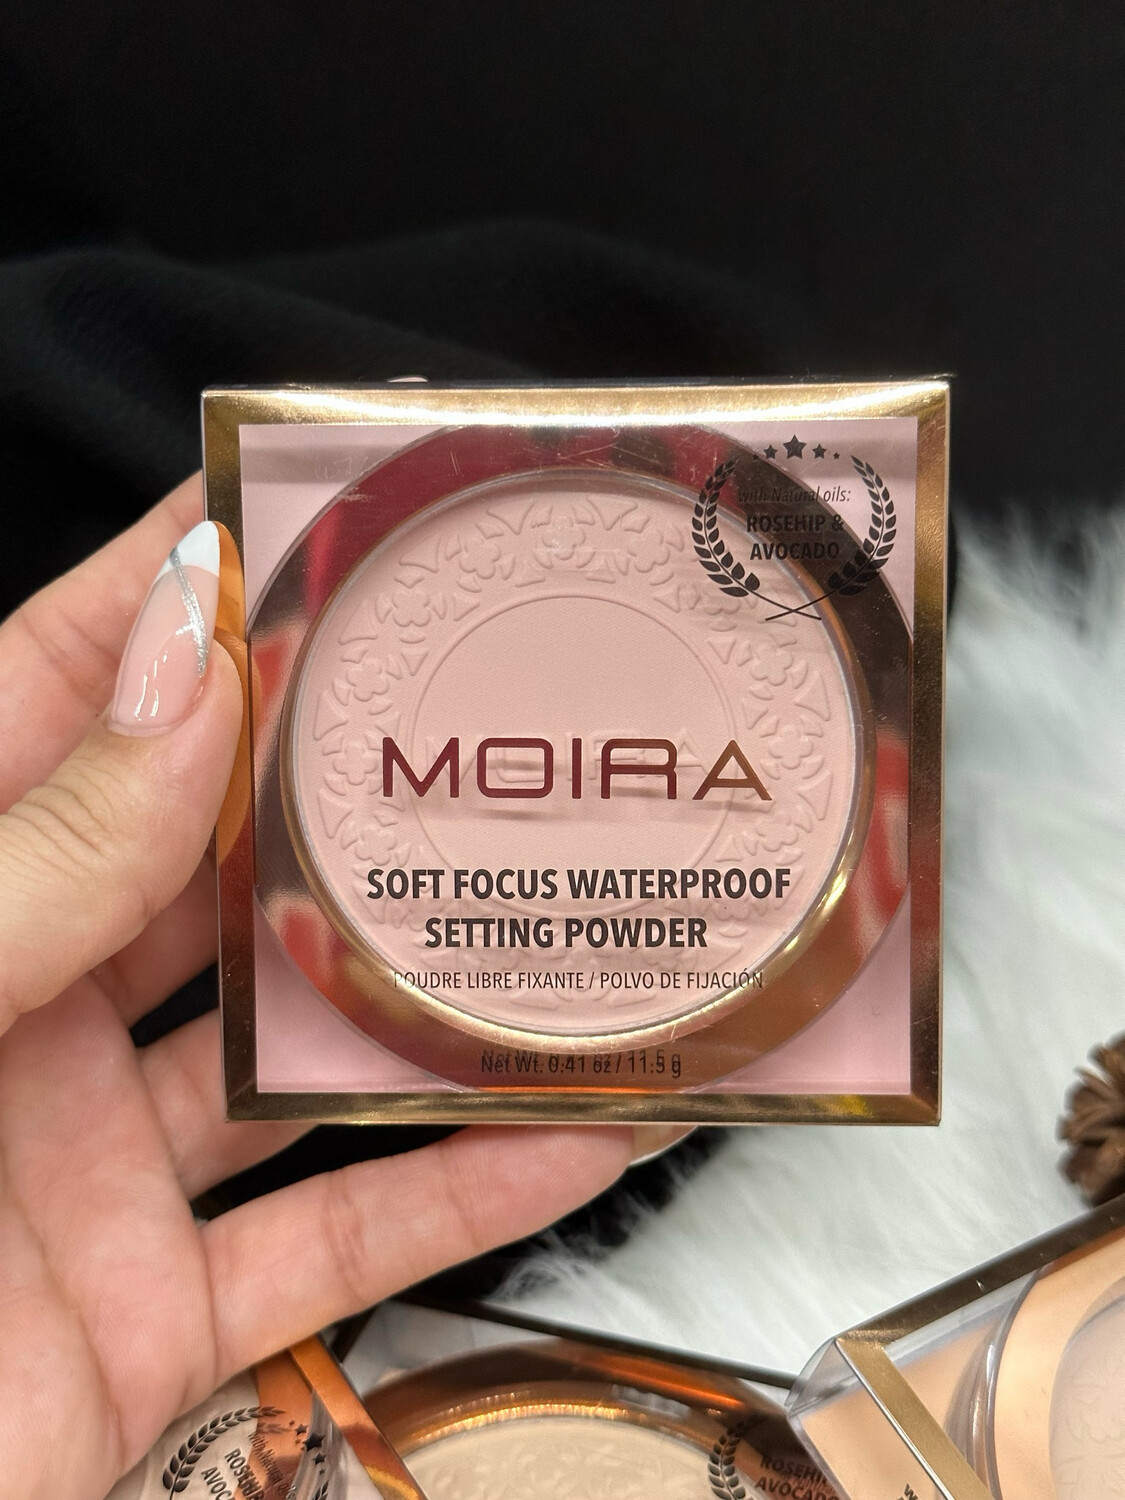 with Natural oils:
ROSEHIP &
AVOCADO
MOIRA
SOFT FOCUS WATERPROOF
SETTING POWDER
POUDRE LIBRE FIXANTE / POLVO DE FIJACIÓN
Net Wt. 0.41 oz / 11.5 g
ROSEHIP